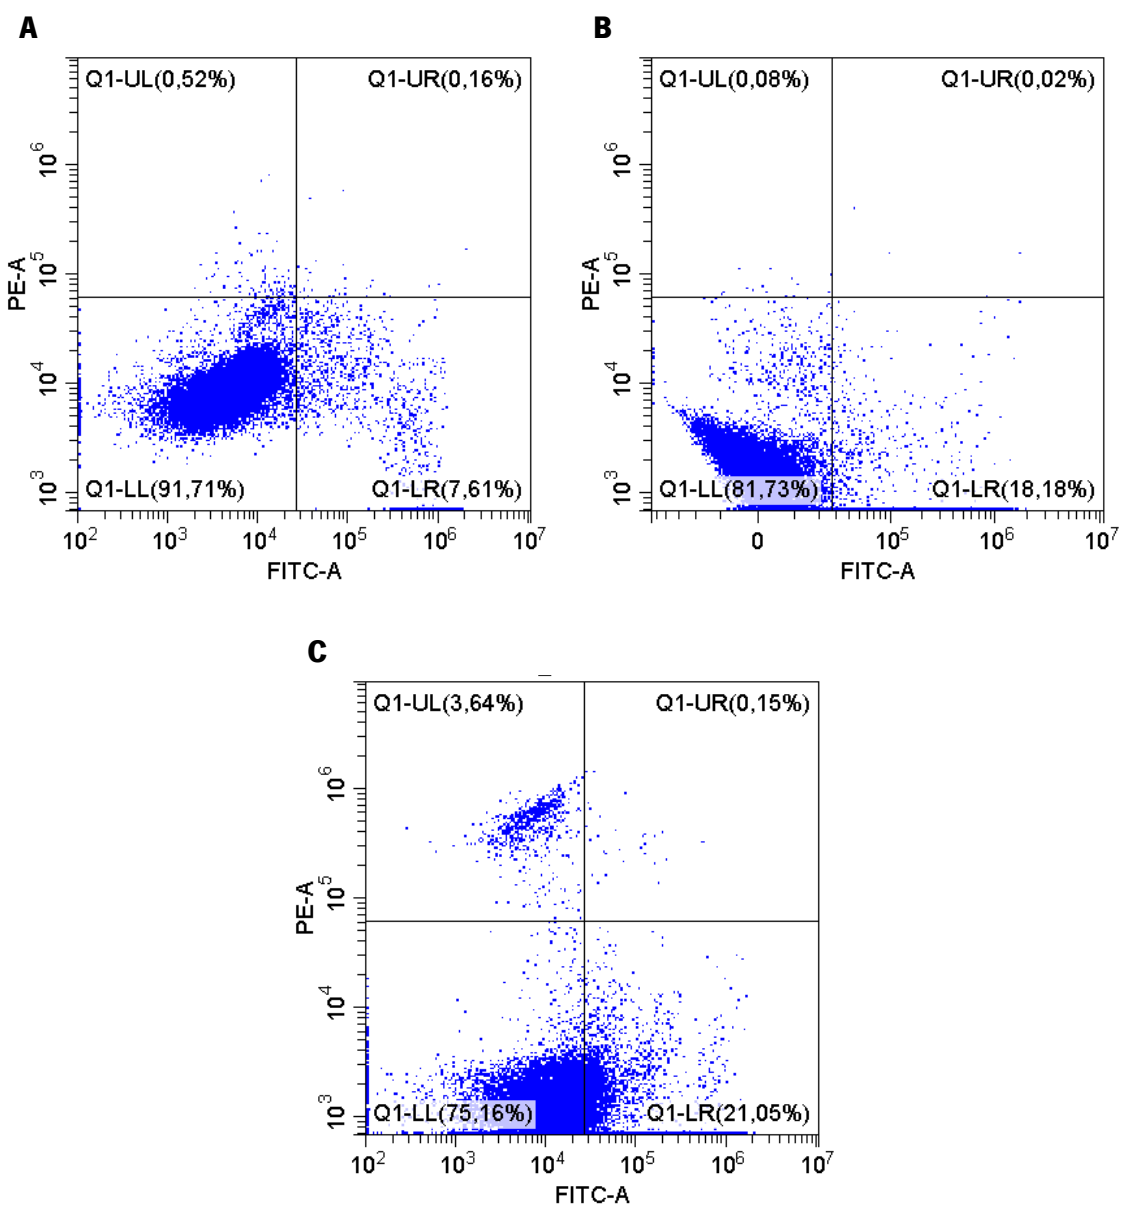 A
Q1-UL(0,52%) Q1-UR(0,16%)
PE-A
10^6
10^5
10^4
10^3
Q1-LL(91,71%) Q1-LR(7,61%)
10^2 10^3 10^4 10^5 10^6 10^7
FITC-A
B
Q1-UL(0,08%) Q1-UR(0,02%)
PE-A
10^6
10^5
10^4
10^3
Q1-LL(81,73%) Q1-LR(18,18%)
0 10^5 10^6 10^7
FITC-A
C
Q1-UL(3,64%) Q1-UR(0,15%)
PE-A
10^6
10^5
10^4
10^3
Q1-LL(75,16%) Q1-LR(21,05%)
10^2 10^3 10^4 10^5 10^6 10^7
FITC-A